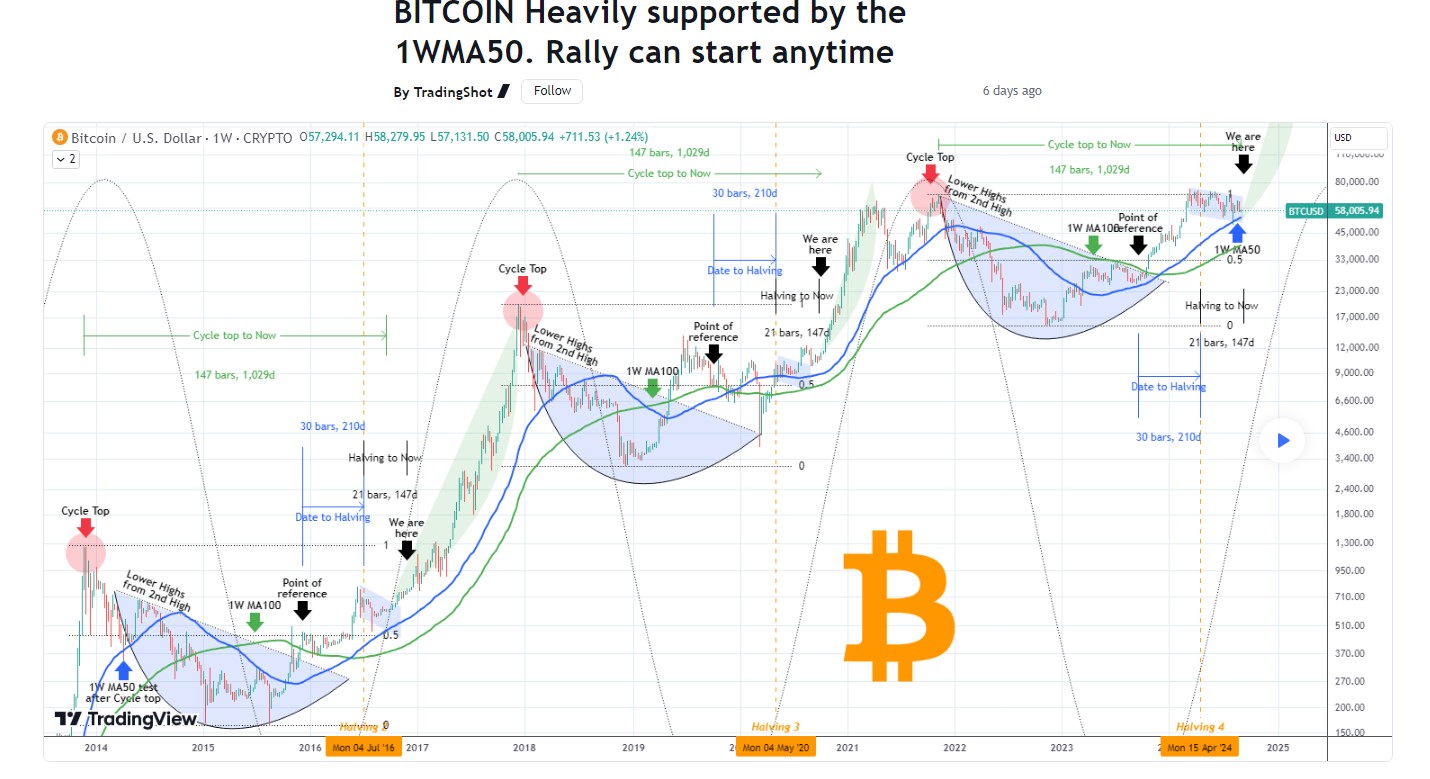 BITCOIN Heavily supported by the
1WMA50. Rally can start anytime
By TradingShot
Follow
6 days ago
Bitcoin / U.S. Dollar · 1W · CRYPTO O57,294.11 H58,279.95 L57,131.50 C58,005.94 +711.53 (+1.24%)
2
USD
147 bars, 1,029d
Cycle top to Now
30 bars, 210d
Date to Halving
We are
here
Halving to Now
21 bars, 147d
Cycle top to Now
147 bars, 1,029d
We are
here
Cycle Top
Lower Highs
from 2nd High
1
1W MA100
Point of
reference
1W MA50
0.5
Halving to Now
0
21 bars, 147d
Date to Halving
30 bars, 210d
Cycle Top
Lower Highs
from 2nd High
1W MA100
Point of
reference
1
0.5
0
Cycle top to Now
147 bars, 1,029d
30 bars, 210d
Halving to Now
21 bars, 147d
Date to Halving
We are
here
Cycle Top
1
Lower Highs
from 2nd High
1W MA100
Point of
reference
0.5
1W MA50 test
after Cycle top
0
TradingView
Halving 3
Halving 4
80,000.00
BTCUSD 58,005.94
45,000.00
33,000.00
23,000.00
17,000.00
12,000.00
9,000.00
6,600.00
4,600.00
3,400.00
2,400.00
1,800.00
1,300.00
950.00
710.00
510.00
370.00
270.00
200.00
150.00
2014 2015 2016 Mon 04 Jul '16 2017 2018 2019 Mon 04 May '20 2021 2022 2023 Mon 15 Apr '24 2025